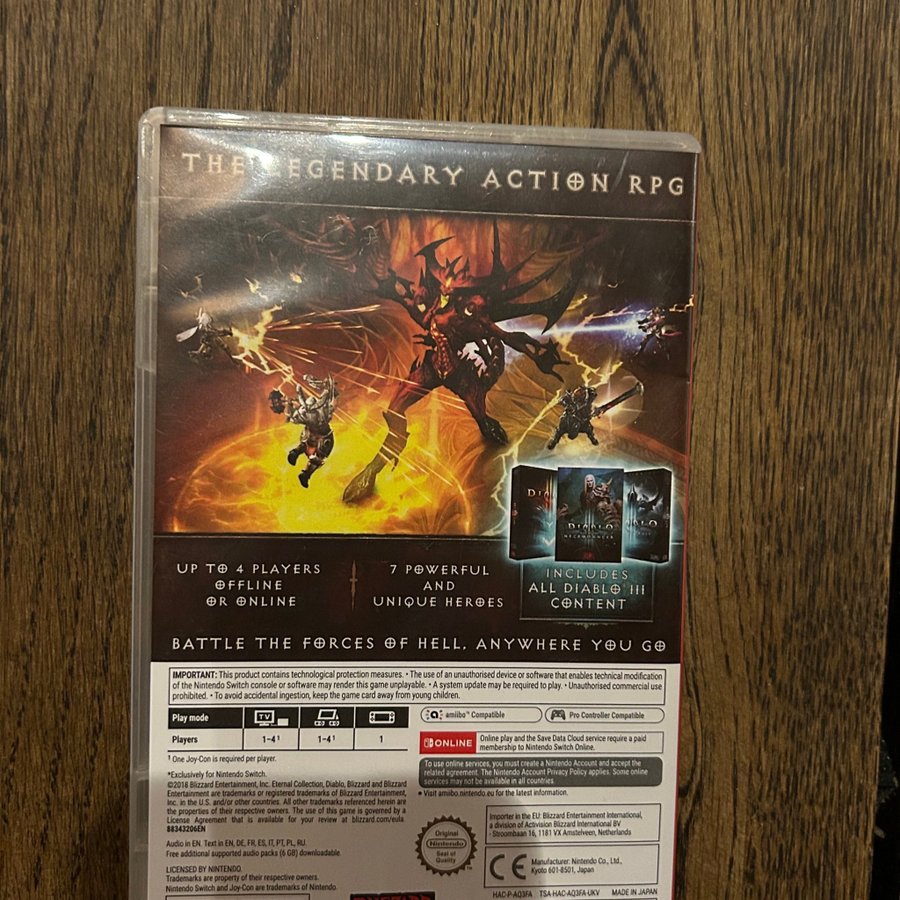 THE LEGENDARY ACTION RPG
DIABLO
NECROMANCER
UP TO 4 PLAYERS
OFFLINE
OR ONLINE
7 POWERFUL
AND
UNIQUE HEROES
INCLUDES
ALL DIABLO III
CONTENT
BATTLE THE FORCES OF HELL, ANYWHERE YOU GO
IMPORTANT: This product contains technological protection measures. • The use of an unauthorised device or software that enables technical modification
of the Nintendo Switch console or software may render this game unplayable. • A system update may be required to play. • Unauthorised commercial use
prohibited. • To avoid accidental ingestion, keep the game card away from young children.
Play mode
TV
Players
1-4¹
1-4¹
1
¹ One Joy-Con is required per player.
amiibo™ Compatible
Pro Controller Compatible
ONLINE
Online play and the Save Data Cloud service require a paid
membership to Nintendo Switch Online.
To use online services, you must create a Nintendo Account and accept the
related agreement. The Nintendo Account Privacy Policy applies. Some online
services may not be available in all countries.
• Visit amiibo.nintendo.eu for the latest information.
*Exclusively for Nintendo Switch.
©2018 Blizzard Entertainment, Inc. Eternal Collection, Diablo, Blizzard and Blizzard
Entertainment are trademarks or registered trademarks of Blizzard Entertainment,
Inc. in the U.S. and/or other countries. All other trademarks referenced herein are
the properties of their respective owners. The use of this game is governed by a
License Agreement that is available for your review at blizzard.com/eula.
88343206EN
Audio in EN. Text in EN, DE, FR, ES, IT, PT, PL, RU.
Free additional supported audio packs (6 GB) downloadable.
LICENSED BY NINTENDO.
Trademarks are property of their respective owners.
Nintendo Switch and Joy-Con are trademarks of Nintendo.
Original
Nintendo
Seal of
Quality
Importer in the EU: Blizzard Entertainment International,
a division of Activision Blizzard International BV
- Stroombaan 16, 1181 VX Amstelveen, Netherlands
CE
Manufacturer: Nintendo Co., Ltd.,
Kyoto 601-8501, Japan
HAC-P-AQ3FA TSA-HAC-AQ3FA-UKV MADE IN JAPAN